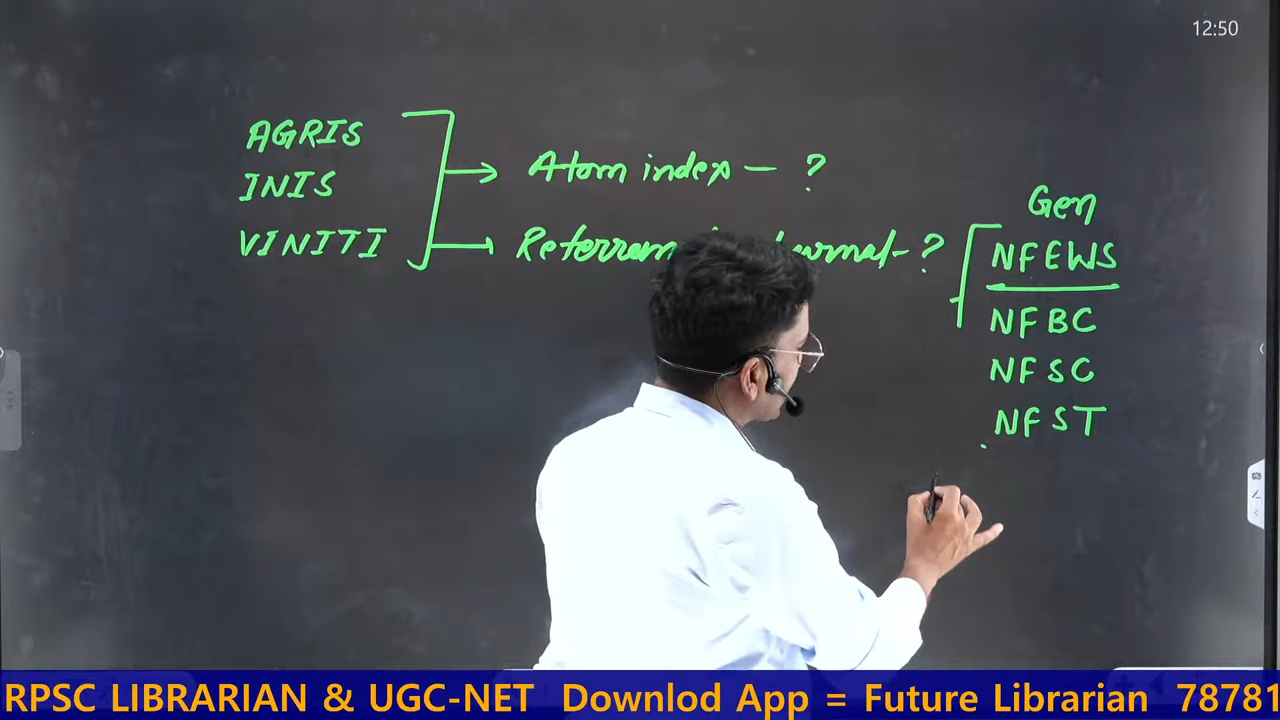 12:50
AGRIS
INIS
VINITI
Atom index - ?
- ?
Gen
NFEWS
NFBC
NFSC
NFST
RPSC LIBRARIAN & UGC-NET Downlod App = Future Librarian 78781